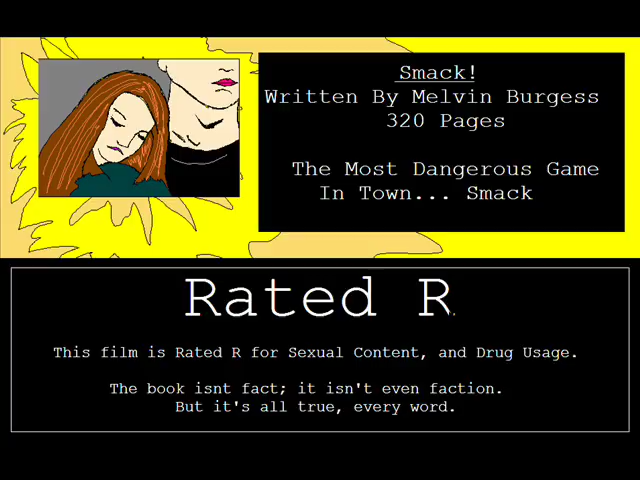 Smack!
Written By Melvin Burgess
320 Pages
The Most Dangerous Game
In Town... Smack
Rated R.
This film is Rated R for Sexual Content, and Drug Usage.
The book isnt fact; it isn't even faction.
But it's all true, every word.